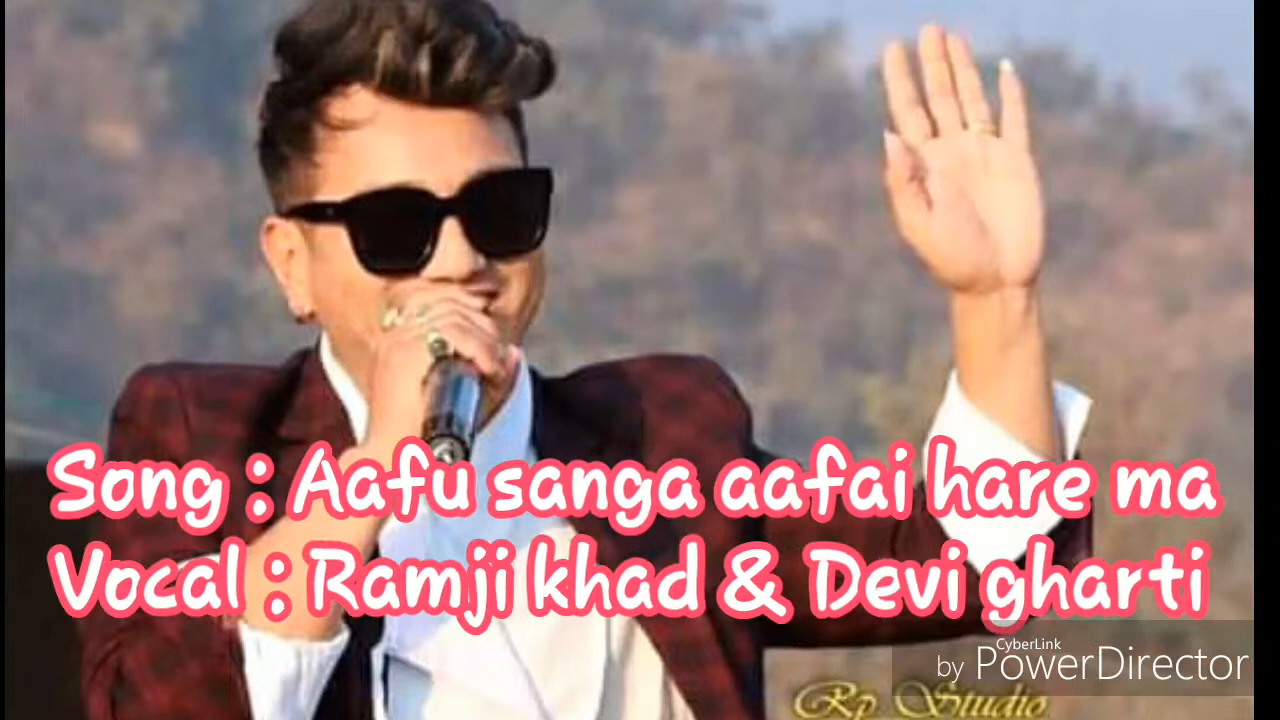 Song : Aafu sanga aafai hare ma
Vocal : Ramji khad & Devi gharti
CyberLink
by PowerDirector
Rp Studio